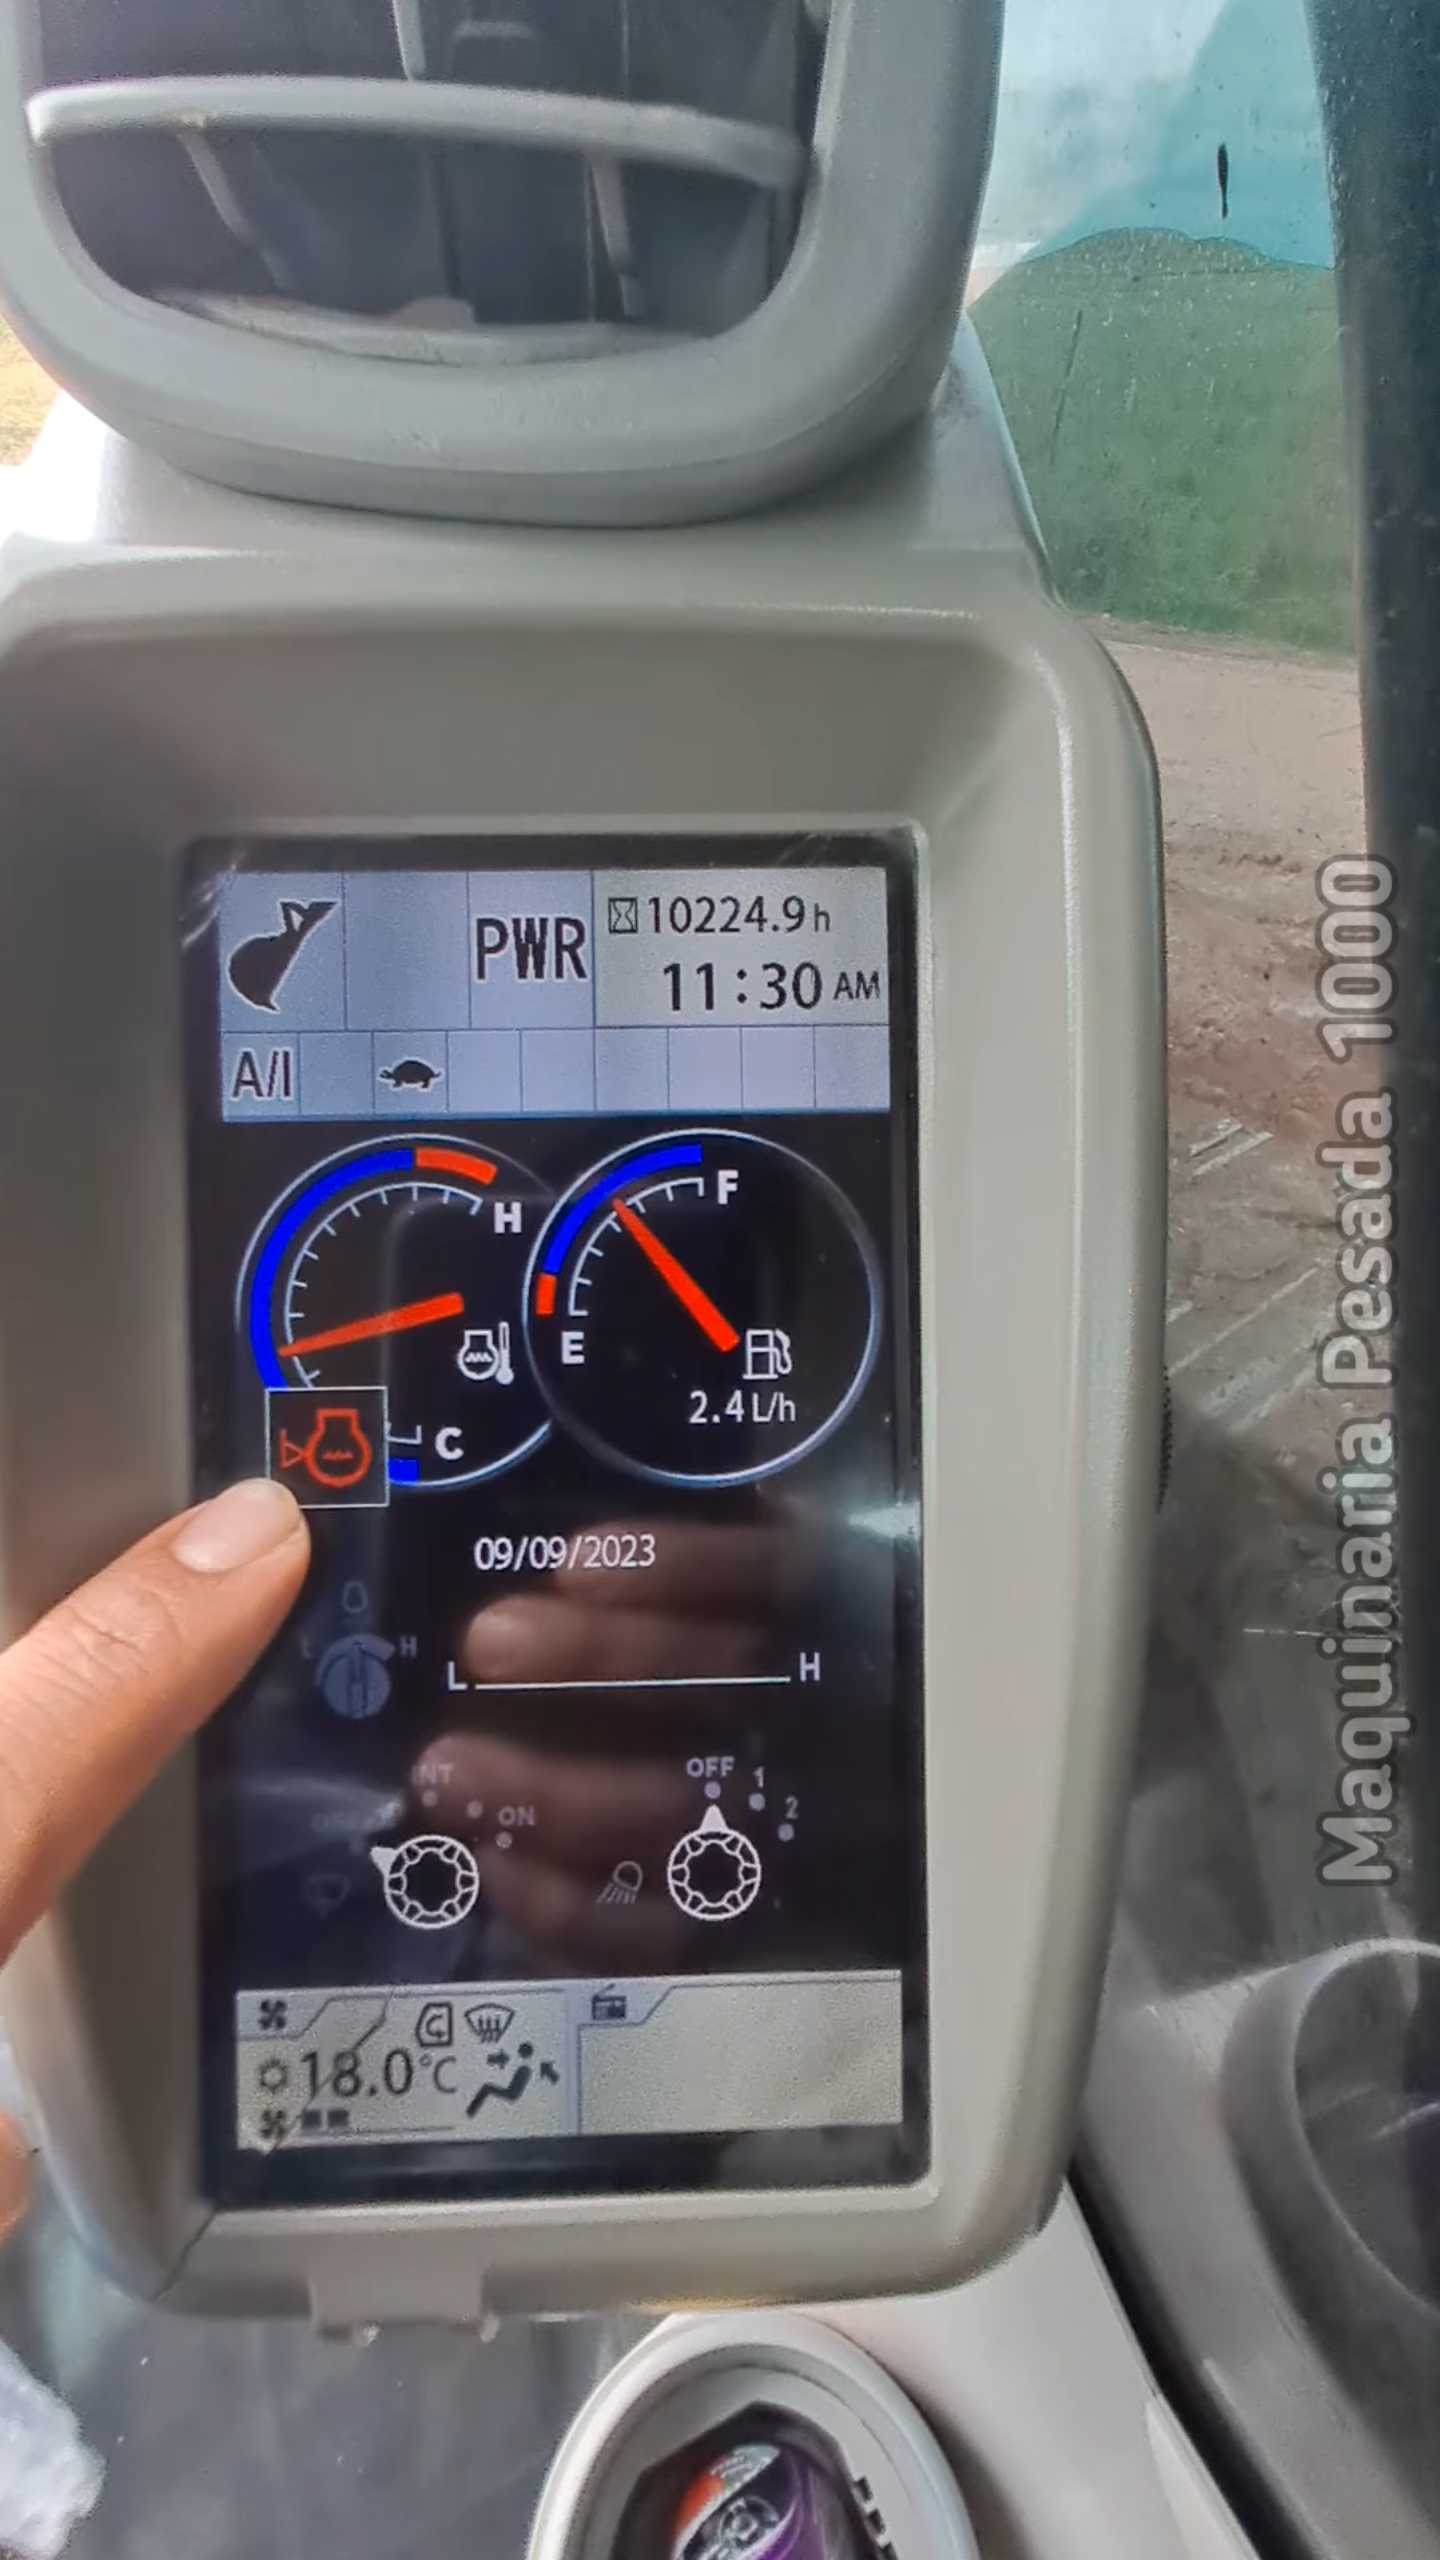 PWR
10224.9 h
11:30 AM
A/I
H
F
E
C
2.4 L/h
09/09/2023
L
H
L
H
INT
ON
OFF
1
2
18.0°C
Maquinaria Pesada 1000